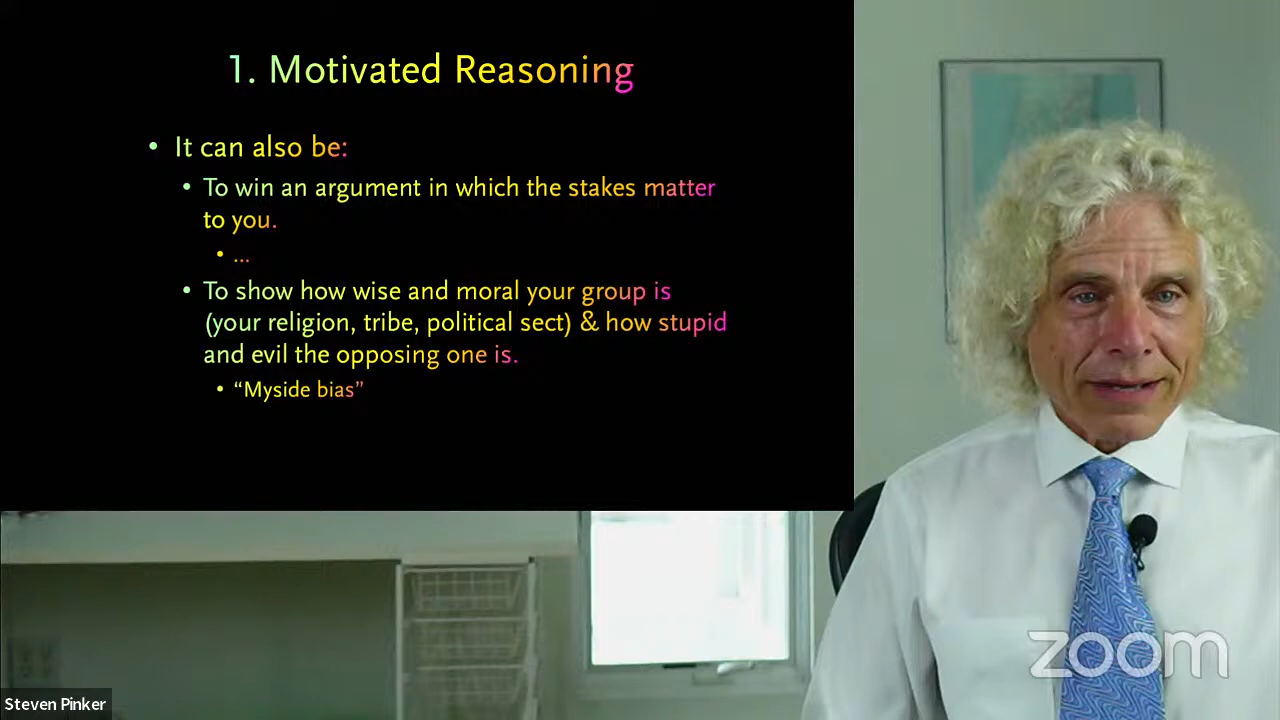 1. Motivated Reasoning
• It can also be:
• To win an argument in which the stakes matter
to you.
• ...
• To show how wise and moral your group is
(your religion, tribe, political sect) & how stupid
and evil the opposing one is.
• “Myside bias”
zoom
Steven Pinker